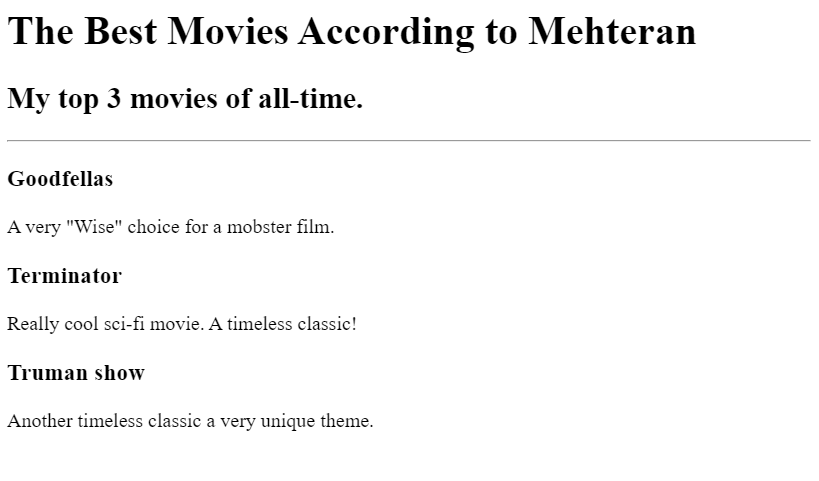 The Best Movies According to Mehteran
My top 3 movies of all-time.
Goodfellas
A very "Wise" choice for a mobster film.
Terminator
Really cool sci-fi movie. A timeless classic!
Truman show
Another timeless classic a very unique theme.